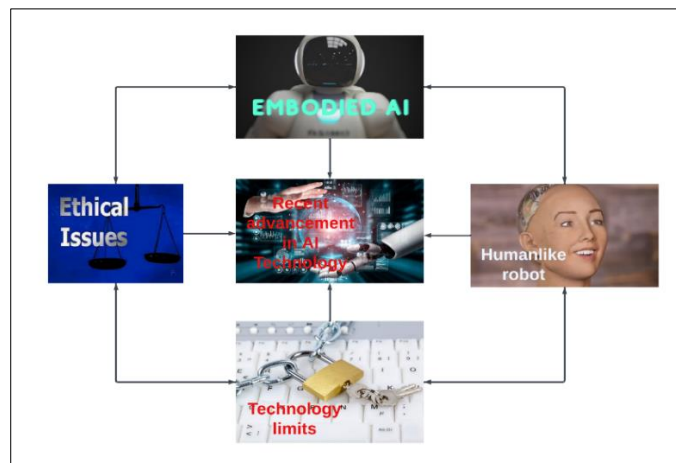 EMBODIED AI
Ethical
Issues
Recent
advancement
in AI
Technology
Humanlike
robot
Technology
limits